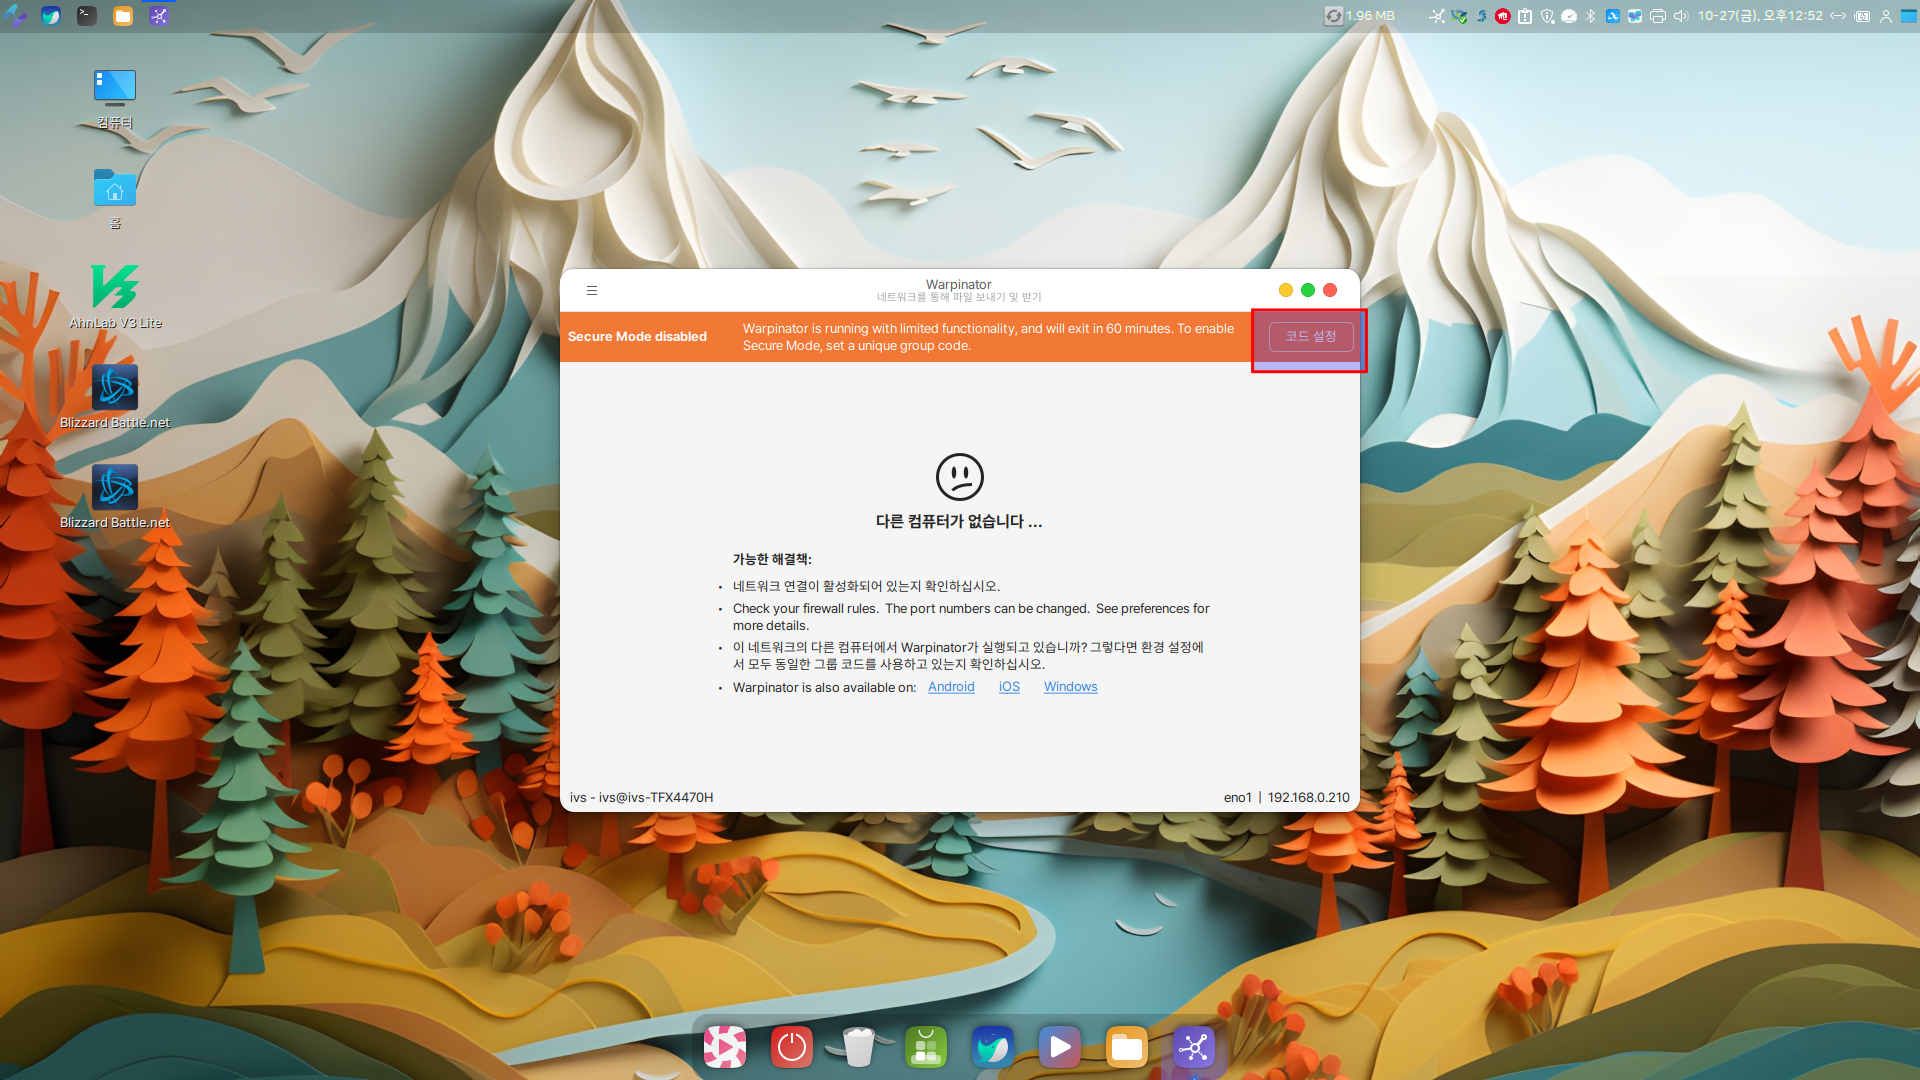 1.96 MB
10-27(금), 오후12:52
컴퓨터
홈
AhnLab V3 Lite
Blizzard Battle.net
Blizzard Battle.net
Warpinator
네트워크를 통해 파일 보내기 및 받기
Secure Mode disabled
Warpinator is running with limited functionality, and will exit in 60 minutes. To enable
Secure Mode, set a unique group code.
코드 설정
다른 컴퓨터가 없습니다 ...
가능한 해결책:
• 네트워크 연결이 활성화되어 있는지 확인하십시오.
• Check your firewall rules. The port numbers can be changed. See preferences for
more details.
• 이 네트워크의 다른 컴퓨터에서 Warpinator가 실행되고 있습니까? 그렇다면 환경 설정에
서 모두 동일한 그룹 코드를 사용하고 있는지 확인하십시오.
• Warpinator is also available on: Android iOS Windows
ivs - ivs@ivs-TFX4470H
eno1 | 192.168.0.210